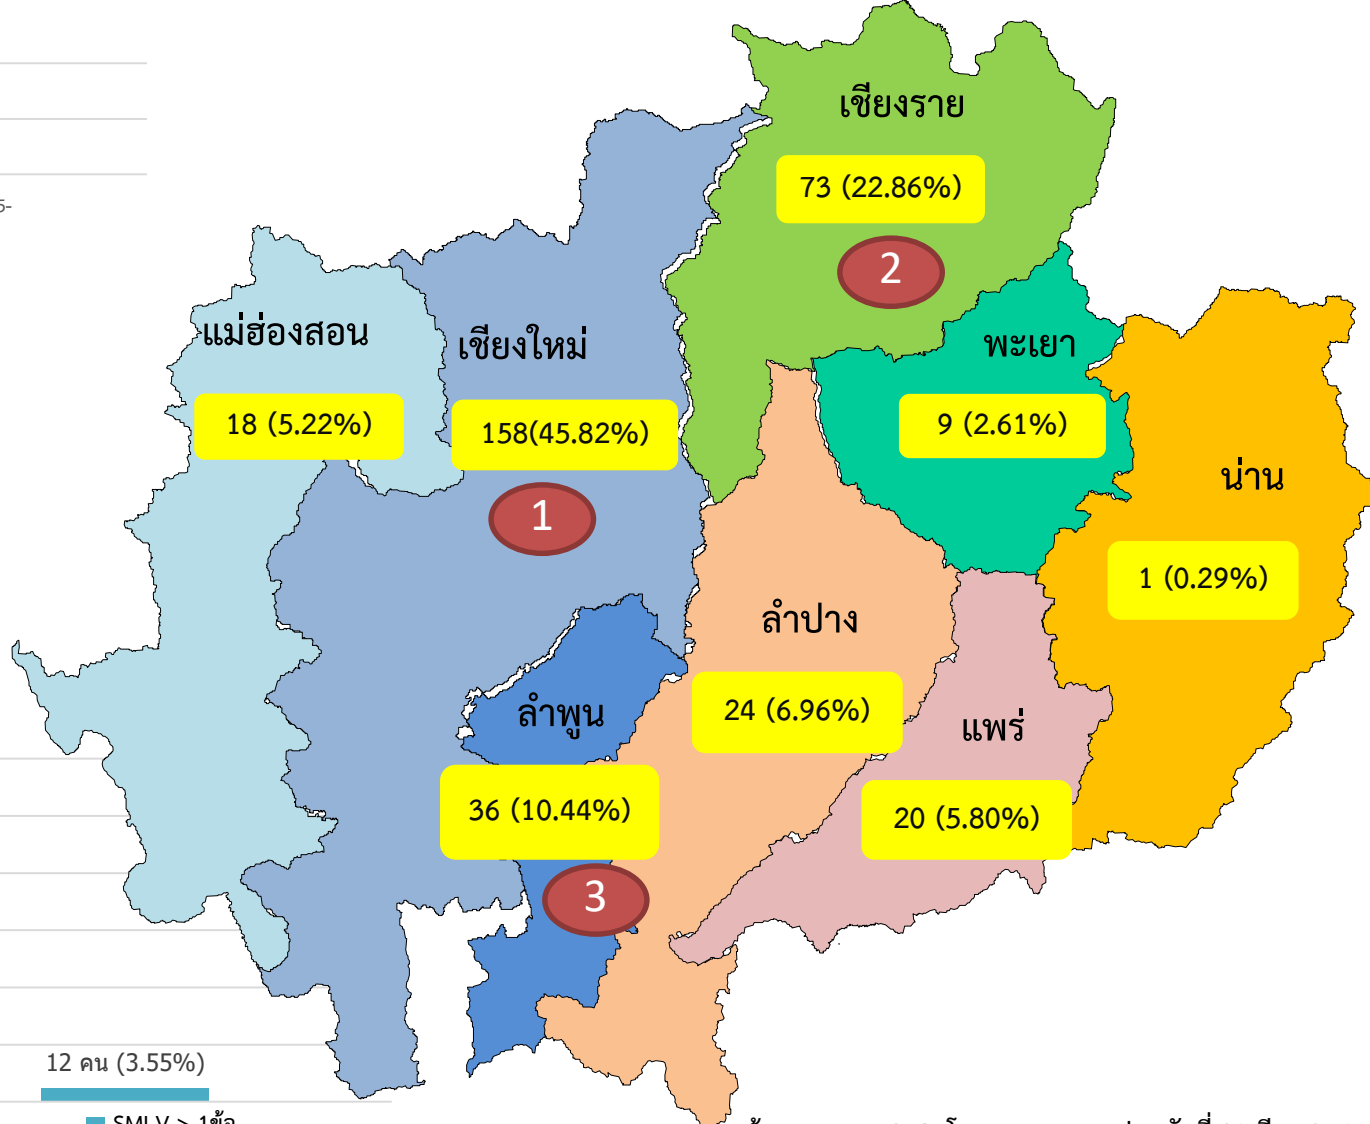 เชียงราย
73 (22.86%)
2
แม่ฮ่องสอน
18 (5.22%)
เชียงใหม่
158(45.82%)
1
พะเยา
9 (2.61%)
น่าน
1 (0.29%)
ลำปาง
24 (6.96%)
ลำพูน
36 (10.44%)
3
แพร่
20 (5.80%)
12 คน (3.55%)